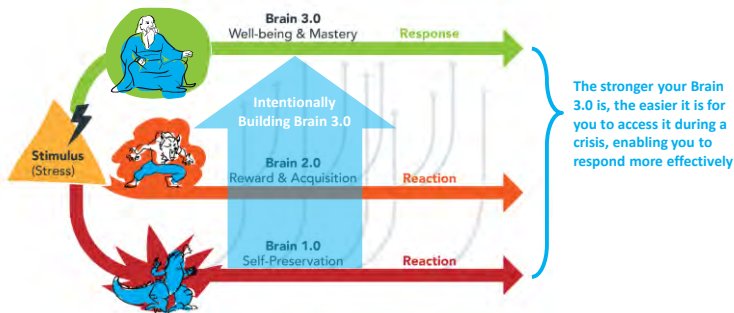 Brain 3.0
Well-being & Mastery
Response
Intentionally
Building Brain 3.0
Stimulus
(Stress)
Brain 2.0
Reward & Acquisition
Reaction
Brain 1.0
Self-Preservation
Reaction
The stronger your Brain
3.0 is, the easier it is for
you to access it during a
crisis, enabling you to
respond more effectively